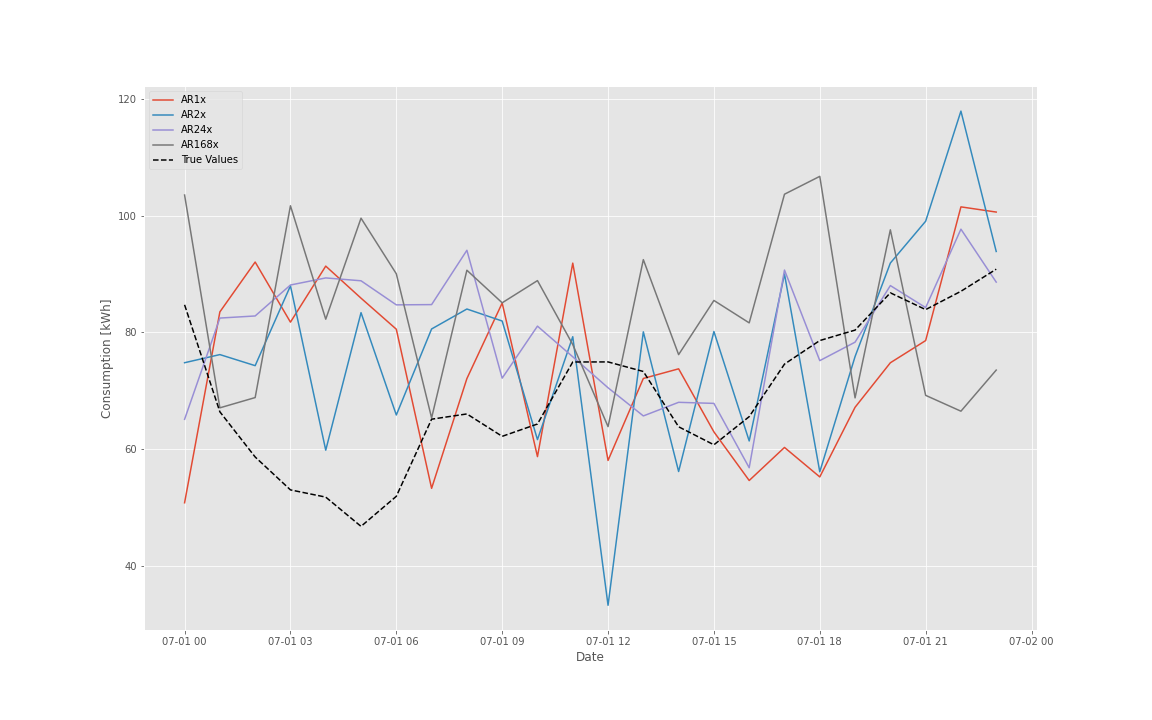 120
100
80
60
40
Consumption [kWh]
AR1x
AR2x
AR24x
AR168x
True Values
07-01 00 07-01 03 07-01 06 07-01 09 07-01 12 07-01 15 07-01 18 07-01 21 07-02 00
Date